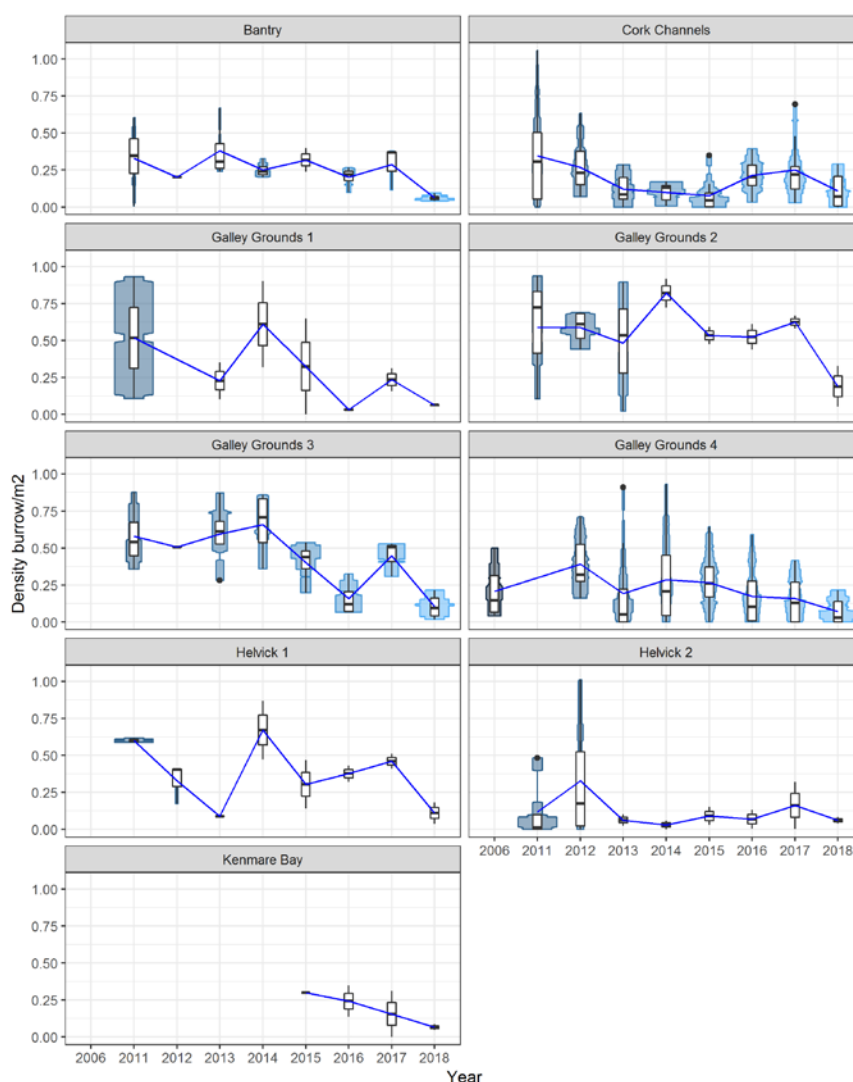 Bantry
Cork Channels
1.00
0.75
0.50
0.25
0.00
Galley Grounds 1
Galley Grounds 2
1.00
0.75
0.50
0.25
0.00
Galley Grounds 3
Galley Grounds 4
1.00
0.75
0.50
0.25
0.00
Density burrow/m2
Helvick 1
Helvick 2
1.00
0.75
0.50
0.25
0.00
2006 2011 2012 2013 2014 2015 2016 2017 2018
Kenmare Bay
1.00
0.75
0.50
0.25
0.00
2006 2011 2012 2013 2014 2015 2016 2017 2018
Year